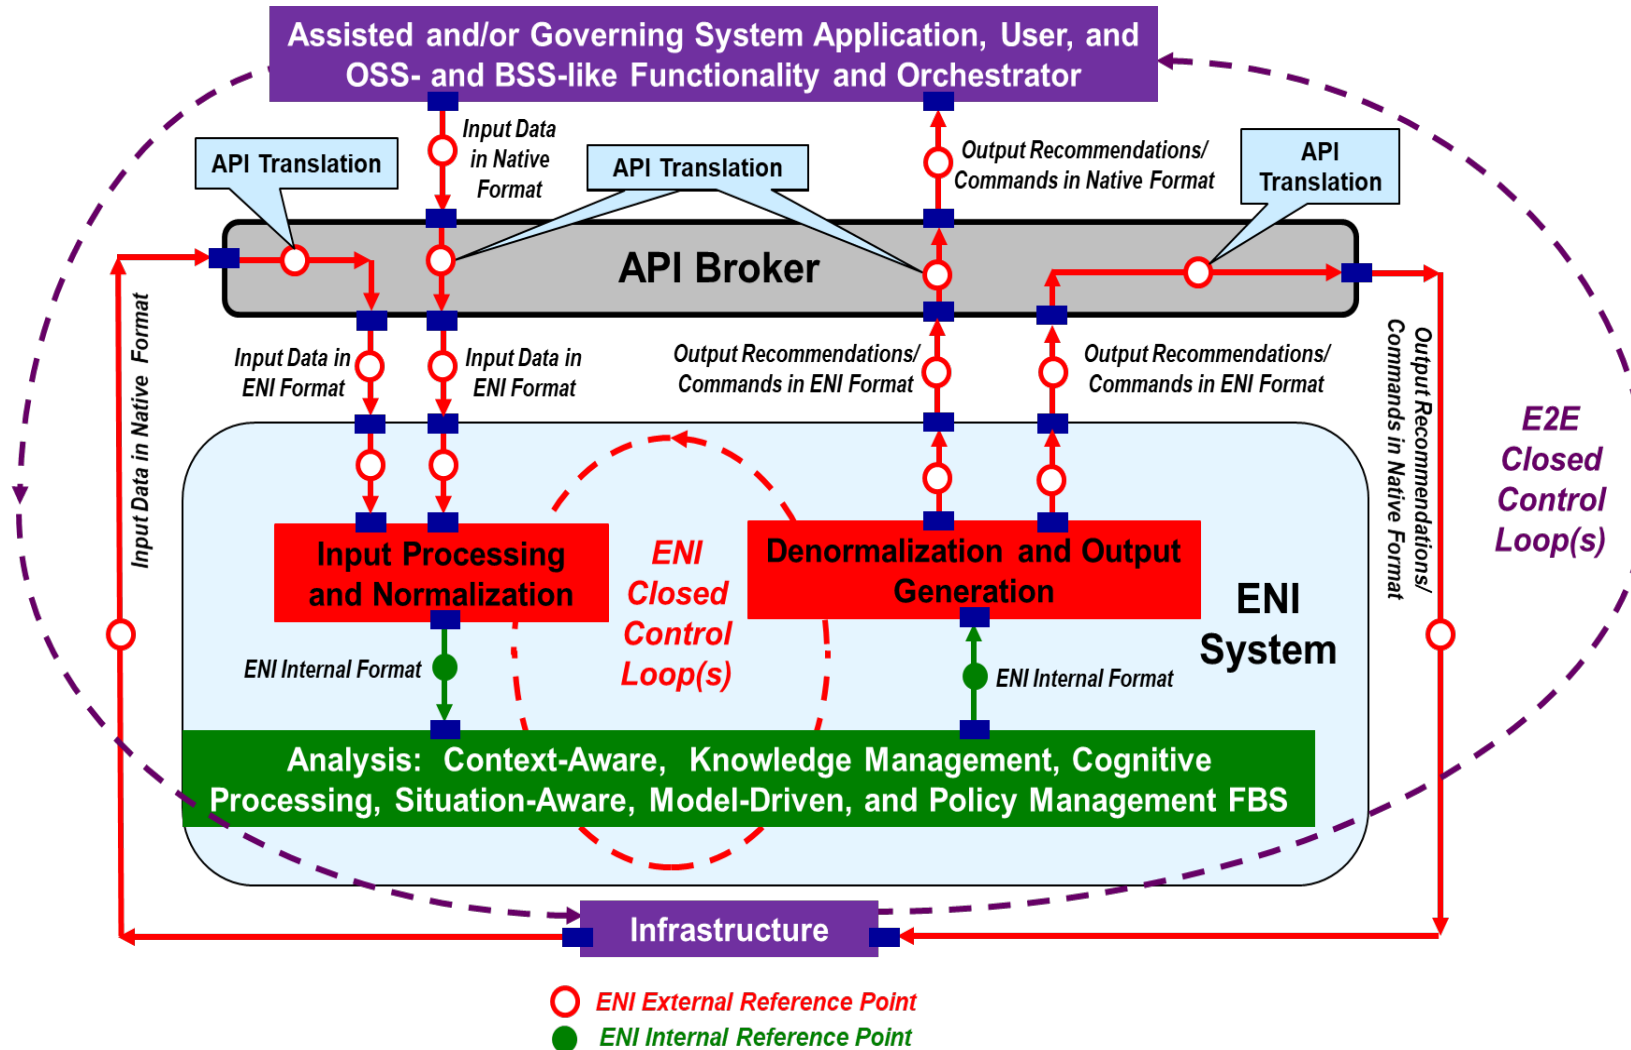 Assisted and/or Governing System Application, User, and
OSS- and BSS-like Functionality and Orchestrator
Input Data
in Native
Format
API Translation
API Translation
Output Recommendations/
Commands in Native Format
API
Translation
API Broker
Input Data in
ENI Format
Input Data in
ENI Format
Output Recommendations/
Commands in ENI Format
Output Recommendations/
Commands in ENI Format
Input Data in Native Format
Output Recommendations/
Commands in Native Format
E2E
Closed
Control
Loop(s)
Input Processing
and Normalization
ENI
Closed
Control
Loop(s)
Denormalization and Output
Generation
ENI
System
ENI Internal Format
ENI Internal Format
Analysis: Context-Aware, Knowledge Management, Cognitive
Processing, Situation-Aware, Model-Driven, and Policy Management FBS
Infrastructure
ENI External Reference Point
ENI Internal Reference Point